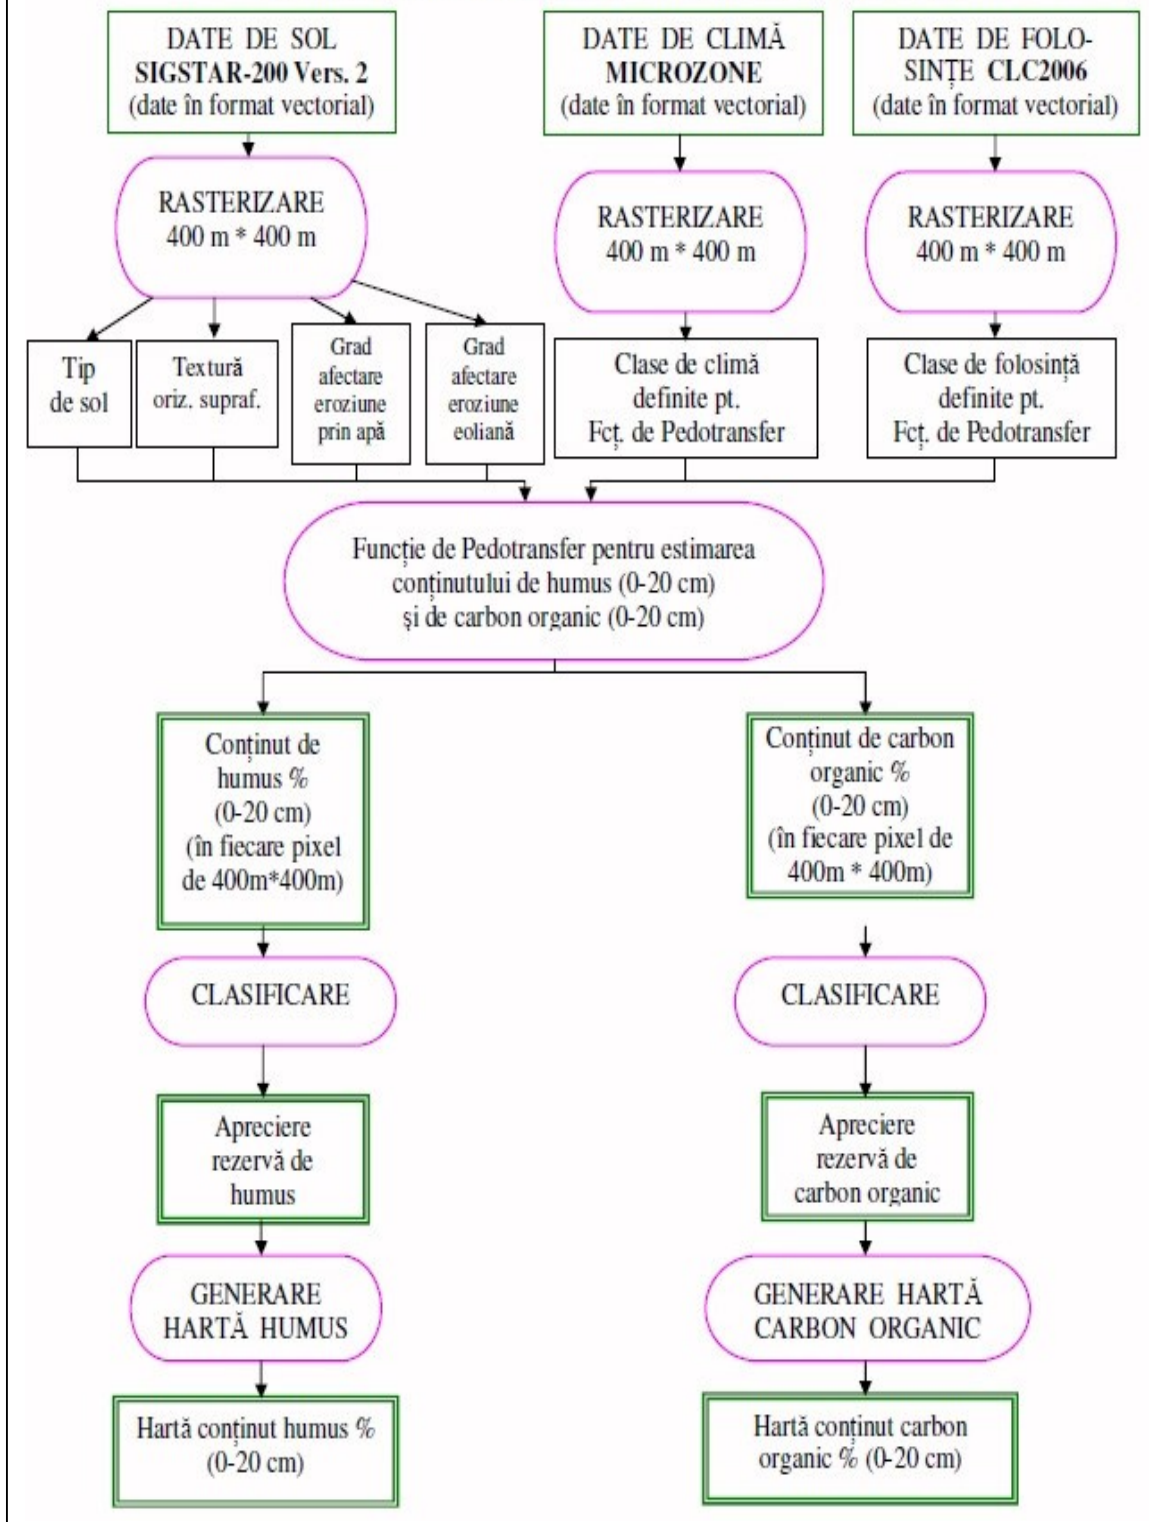 DATE DE SOL
SIGSTAR-200 Vers. 2
(date în format vectorial)
DATE DE CLIMĂ
MICROZONE
(date în format vectorial)
DATE DE FOLO-
SINȚE CLC2006
(date în format vectorial)
RASTERIZARE
400 m * 400 m
RASTERIZARE
400 m * 400 m
RASTERIZARE
400 m * 400 m
Tip
de sol
Textură
oriz. supraf.
Grad
afectare
eroziune
prin apă
Grad
afectare
eroziune
eoliană
Clase de climă
definite pt.
Fcț. de Pedotransfer
Clase de folosință
definite pt.
Fcț. de Pedotransfer
Funcție de Pedotransfer pentru estimarea
conținutului de humus (0-20 cm)
și de carbon organic (0-20 cm)
Conținut de
humus %
(0-20 cm)
(în fiecare pixel
de 400m*400m)
Conținut de carbon
organic %
(0-20 cm)
(în fiecare pixel de
400m * 400m)
CLASIFICARE
CLASIFICARE
Apreciere
rezervă de
humus
Apreciere
rezervă de
carbon organic
GENERARE
HARTĂ HUMUS
GENERARE HARTĂ
CARBON ORGANIC
Hartă conținut humus %
(0-20 cm)
Hartă conținut carbon
organic % (0-20 cm)